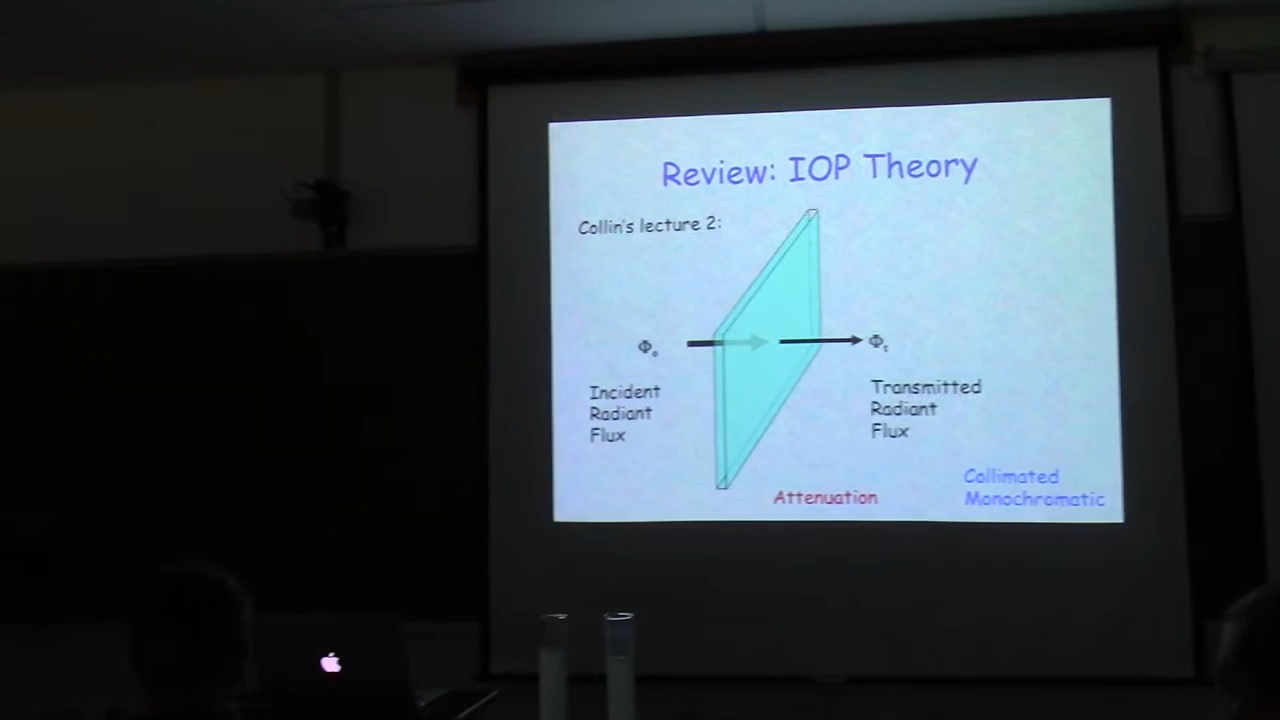 Review: IOP Theory
Collin's lecture 2:
Φo
Φt
Incident
Radiant
Flux
Transmitted
Radiant
Flux
Attenuation
Collimated
Monochromatic